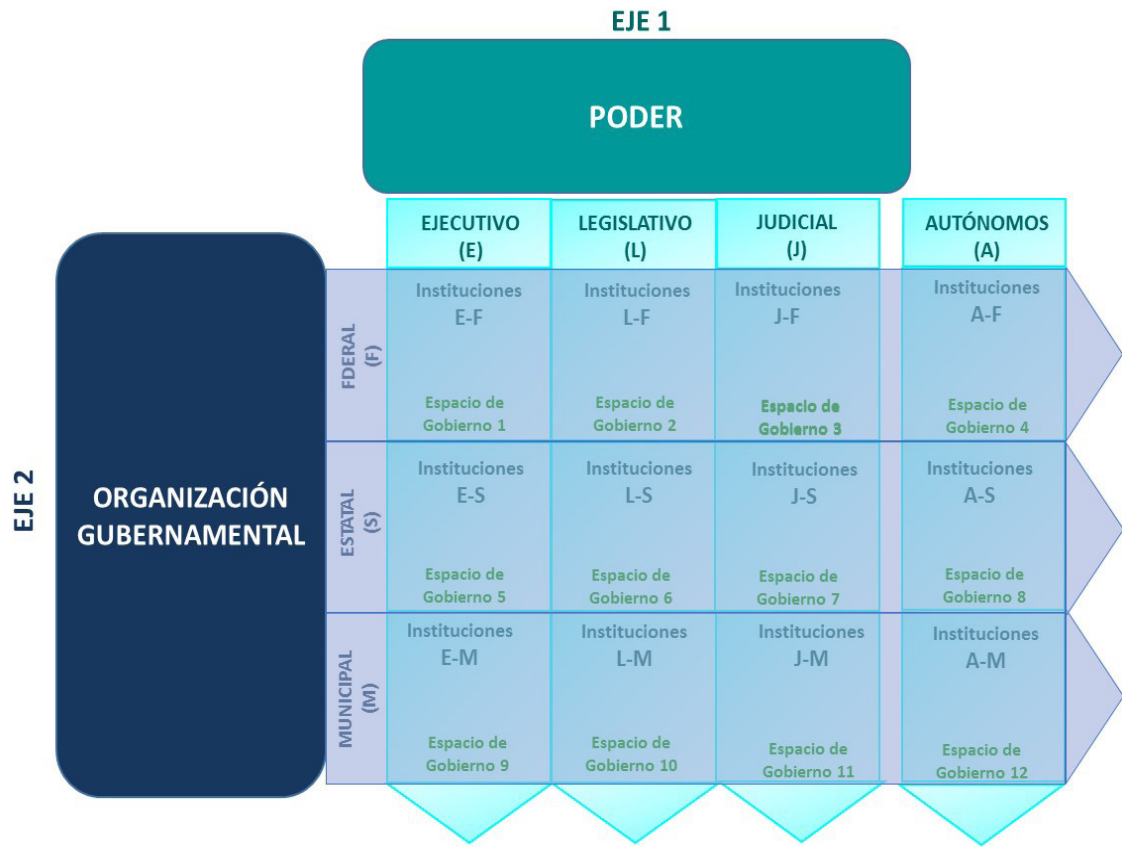 EJE 1
PODER
EJECUTIVO
(E)
LEGISLATIVO
(L)
JUDICIAL
(J)
AUTÓNOMOS
(A)
EJE 2
ORGANIZACIÓN
GUBERNAMENTAL
FDERAL
(F)
Instituciones
E-F
Espacio de
Gobierno 1
Instituciones
L-F
Espacio de
Gobierno 2
Instituciones
J-F
Espacio de
Gobierno 3
Instituciones
A-F
Espacio de
Gobierno 4
ESTATAL
(S)
Instituciones
E-S
Espacio de
Gobierno 5
Instituciones
L-S
Espacio de
Gobierno 6
Instituciones
J-S
Espacio de
Gobierno 7
Instituciones
A-S
Espacio de
Gobierno 8
MUNICIPAL
(M)
Instituciones
E-M
Espacio de
Gobierno 9
Instituciones
L-M
Espacio de
Gobierno 10
Instituciones
J-M
Espacio de
Gobierno 11
Instituciones
A-M
Espacio de
Gobierno 12